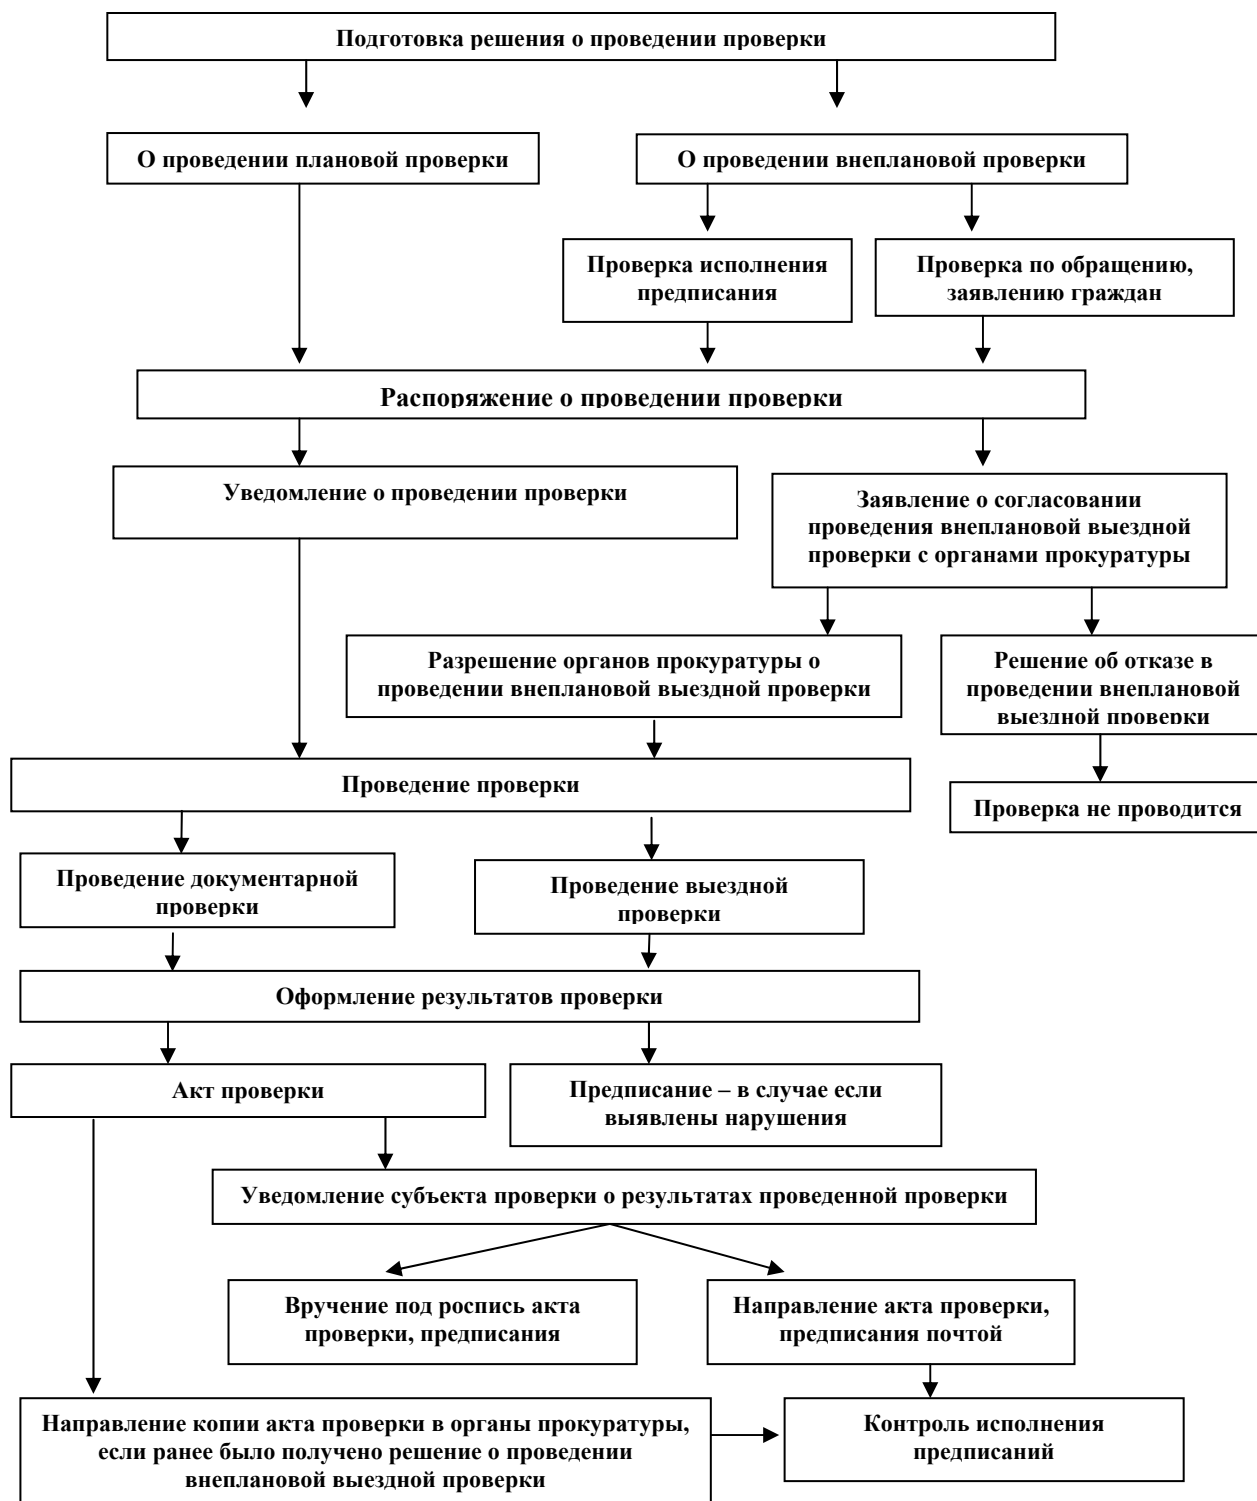 Подготовка решения о проведении проверки
О проведении плановой проверки
О проведении внеплановой проверки
Проверка исполнения
предписания
Проверка по обращению,
заявлению граждан
Распоряжение о проведении проверки
Уведомление о проведении проверки
Заявление о согласовании
проведения внеплановой выездной
проверки с органами прокуратуры
Разрешение органов прокуратуры о
проведении внеплановой выездной проверки
Решение об отказе в
проведении внеплановой
выездной проверки
Проведение проверки
Проверка не проводится
Проведение документарной
проверки
Проведение выездной
проверки
Оформление результатов проверки
Акт проверки
Предписание – в случае если
выявлены нарушения
Уведомление субъекта проверки о результатах проведенной проверки
Вручение под роспись акта
проверки, предписания
Направление акта проверки,
предписания почтой
Направление копии акта проверки в органы прокуратуры,
если ранее было получено решение о проведении
внеплановой выездной проверки
Контроль исполнения
предписаний